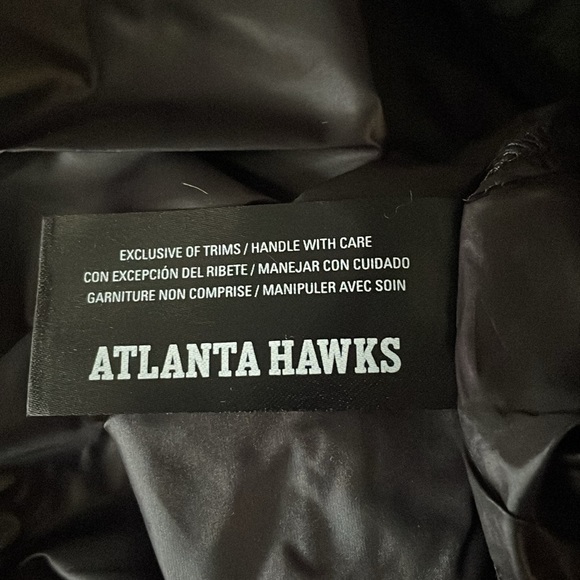 EXCLUSIVE OF TRIMS / HANDLE WITH CARE
CON EXCEPCIÓN DEL RIBETE / MANEJAR CON CUIDADO
GARNITURE NON COMPRISE / MANIPULER AVEC SOIN
ATLANTA HAWKS